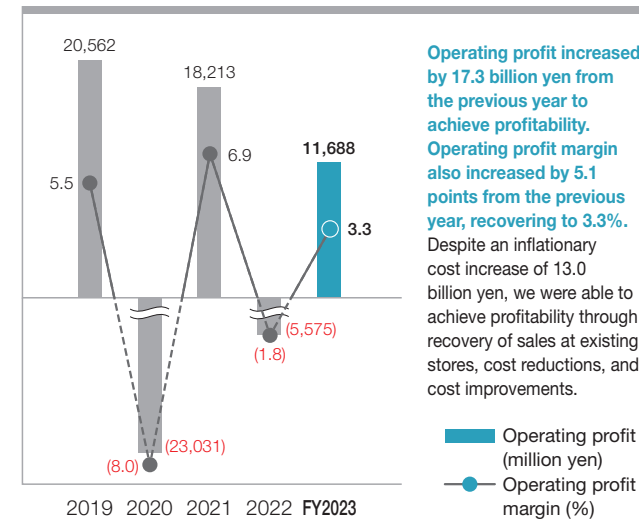 20,562
18,213
11,688
5.5
6.9
3.3
(5,575)
(1.8)
(23,031)
(8.0)
2019 2020 2021 2022 FY2023
Operating profit increased
by 17.3 billion yen from
the previous year to
achieve profitability.
Operating profit margin
also increased by 5.1
points from the previous
year, recovering to 3.3%.
Despite an inflationary
cost increase of 13.0
billion yen, we were able to
achieve profitability through
recovery of sales at existing
stores, cost reductions, and
cost improvements.
Operating profit
(million yen)
Operating profit
margin (%)